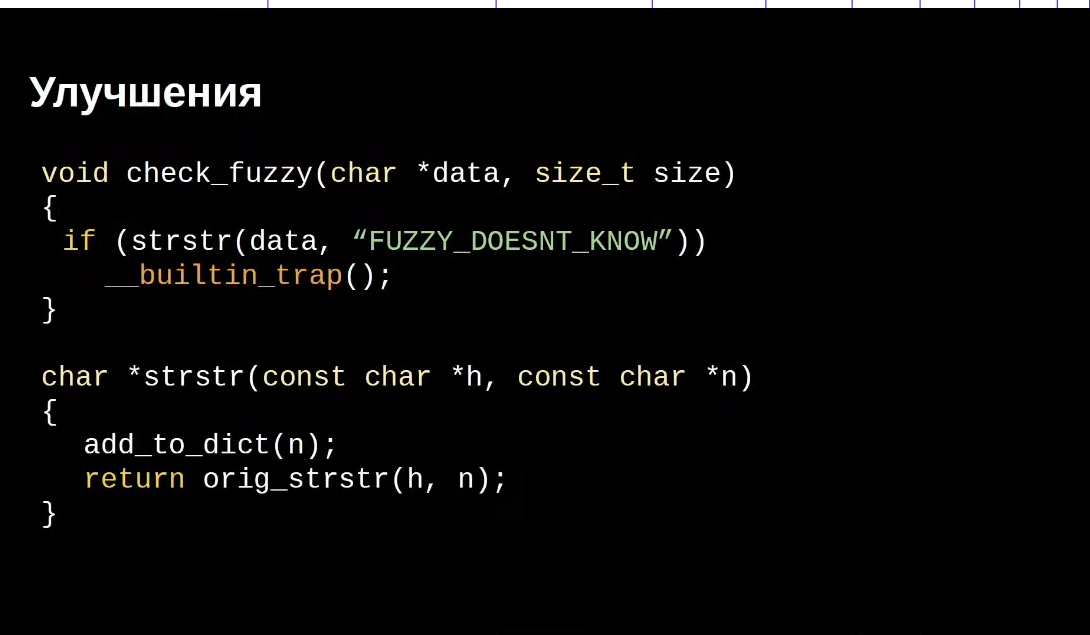 Улучшения
void check_fuzzy(char *data, size_t size)
{
if (strstr(data, “FUZZY_DOESNT_KNOW”))
__builtin_trap();
}
char *strstr(const char *h, const char *n)
{
add_to_dict(n);
return orig_strstr(h, n);
}